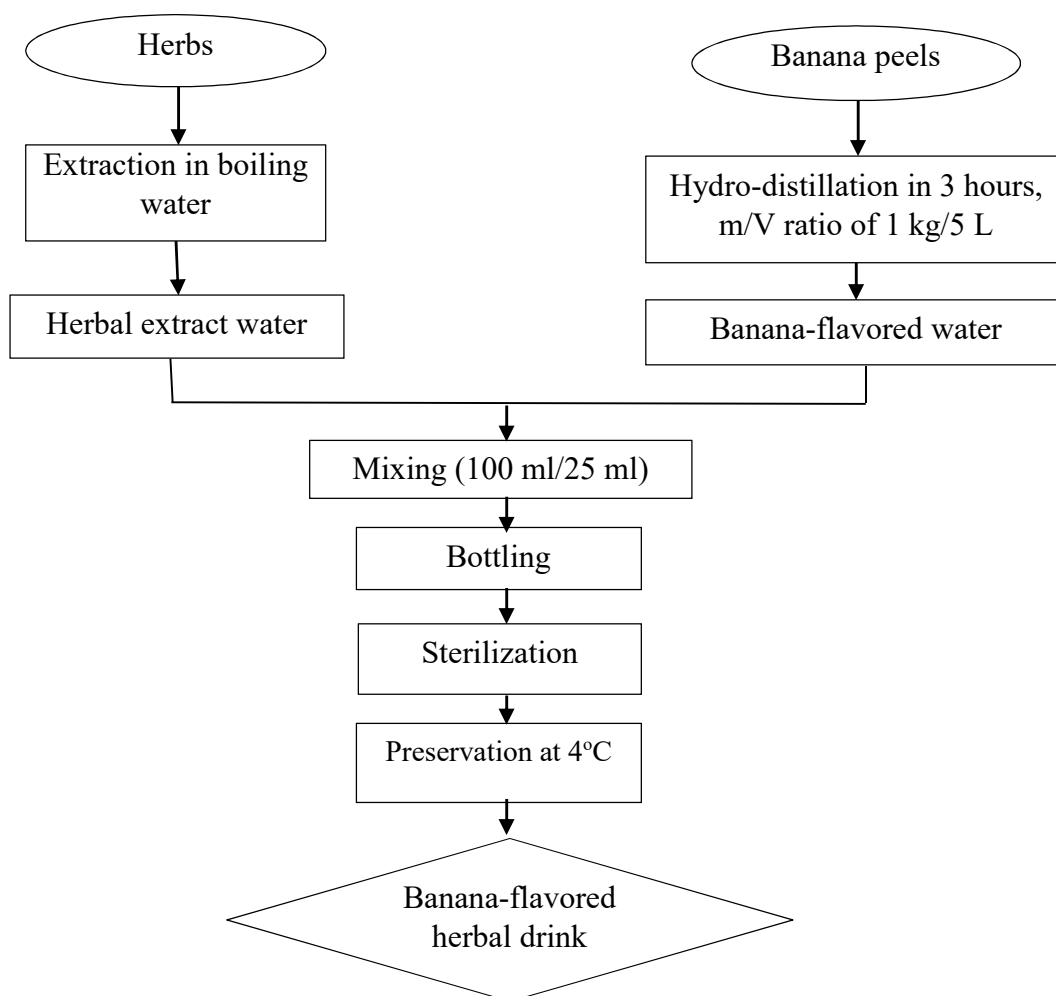 Herbs
Banana peels
Extraction in boiling
water
Hydro-distillation in 3 hours,
m/V ratio of 1 kg/5 L
Herbal extract water
Banana-flavored water
Mixing (100 ml/25 ml)
Bottling
Sterilization
Preservation at 4ºC
Banana-flavored
herbal drink